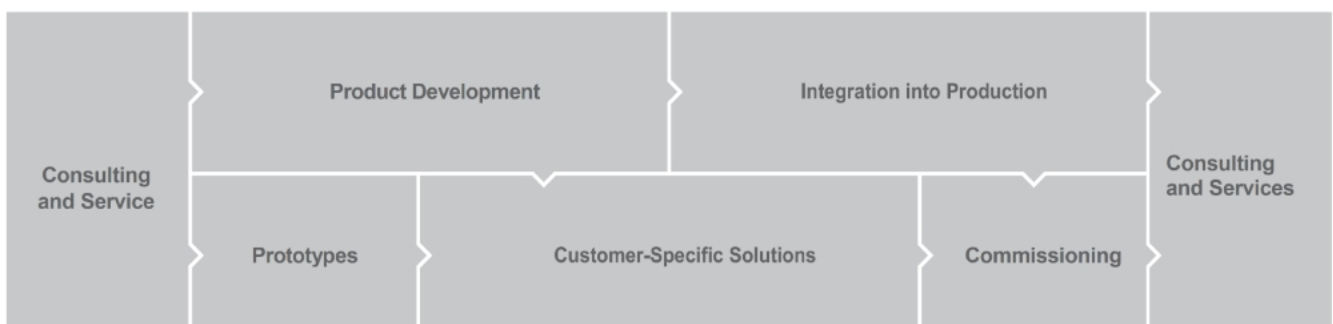 Consulting
and Service
Product Development
Integration into Production
Prototypes
Customer-Specific Solutions
Commissioning
Consulting
and Services